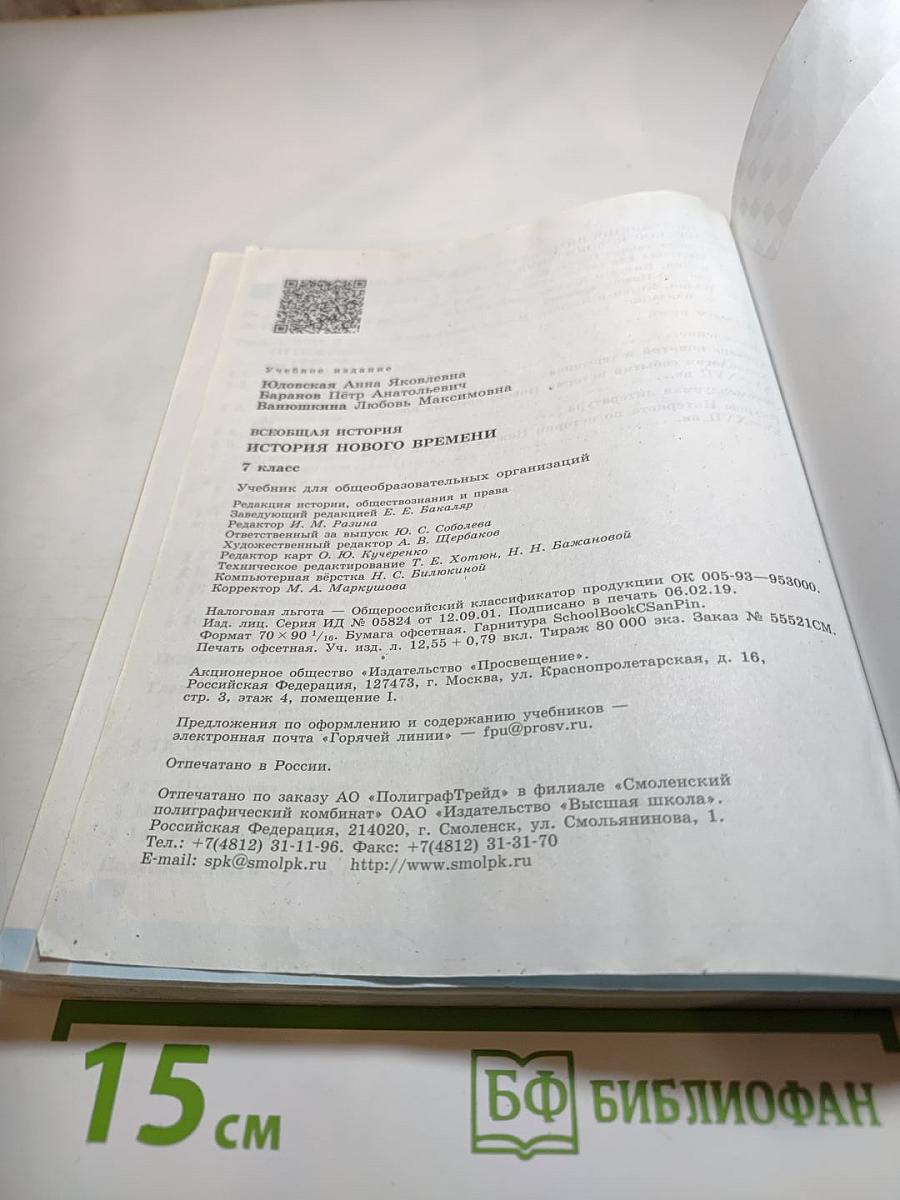 Учебное издание
Юдовская Анна Яковлевна
Баранов Пётр Анатольевич
Ванюшкина Любовь Максимовна
ВСЕОБЩАЯ ИСТОРИЯ
ИСТОРИЯ НОВОГО ВРЕМЕНИ
7 класс
Учебник для общеобразовательных организаций
Редакция истории, обществознания и права
Заведующий редакцией Е. Е. Бакаляр
Редактор И. М. Разина
Ответственный за выпуск Ю. С. Соболева
Художественный редактор А. В. Щербаков
Редактор карт О. Ю. Кучеренко
Техническое редактирование Т. Е. Хотюн, Н. Н. Бажановой
Компьютерная вёрстка Н. С. Билюкиной
Корректор М. А. Маркушова
Налоговая льгота — Общероссийский классификатор продукции ОК 005-93—953000.
Изд. лиц. Серия ИД № 05824 от 12.09.01. Подписано в печать 06.02.19.
Формат 70×90 1/16. Бумага офсетная. Гарнитура SchoolBookCSanPin.
Печать офсетная. Уч. изд. л. 12,55 + 0,79 вкл. Тираж 80 000 экз. Заказ № 55521СМ.
Акционерное общество «Издательство «Просвещение».
Российская Федерация, 127473, г. Москва, ул. Краснопролетарская, д. 16,
стр. 3, этаж 4, помещение I.
Предложения по оформлению и содержанию учебников —
электронная почта «Горячей линии» — fpu@prosv.ru.
Отпечатано в России.
Отпечатано по заказу АО «ПолиграфТрейд» в филиале «Смоленский
полиграфический комбинат» ОАО «Издательство «Высшая школа».
Российская Федерация, 214020, г. Смоленск, ул. Смольянинова, 1.
Тел.: +7(4812) 31-11-96. Факс: +7(4812) 31-31-70
E-mail: spk@smolpk.ru http://www.smolpk.ru
15 см
БФ БИБЛИОФАН